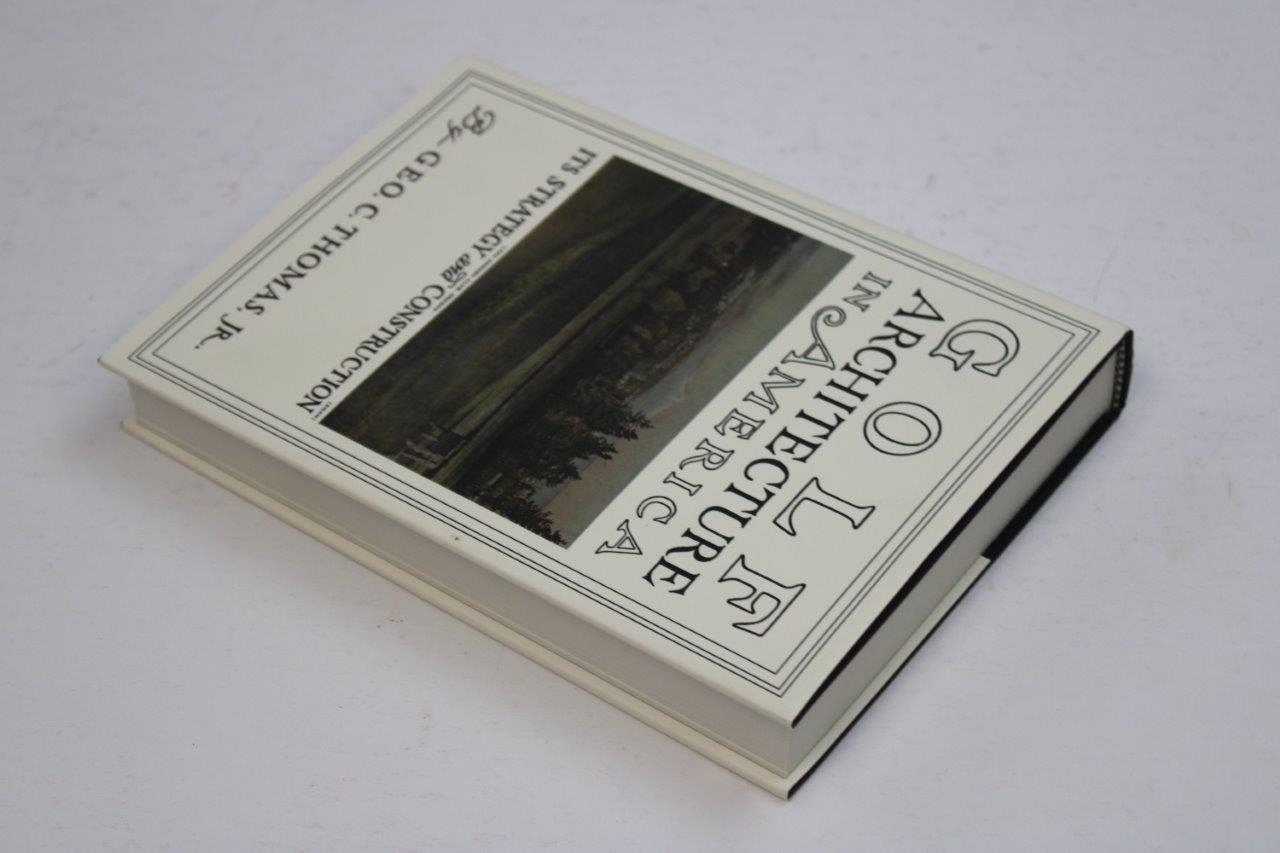 GOLF
ARCHITECTURE
IN AMERICA
ITS STRATEGY and CONSTRUCTION
By GEO. C. THOMAS, JR.